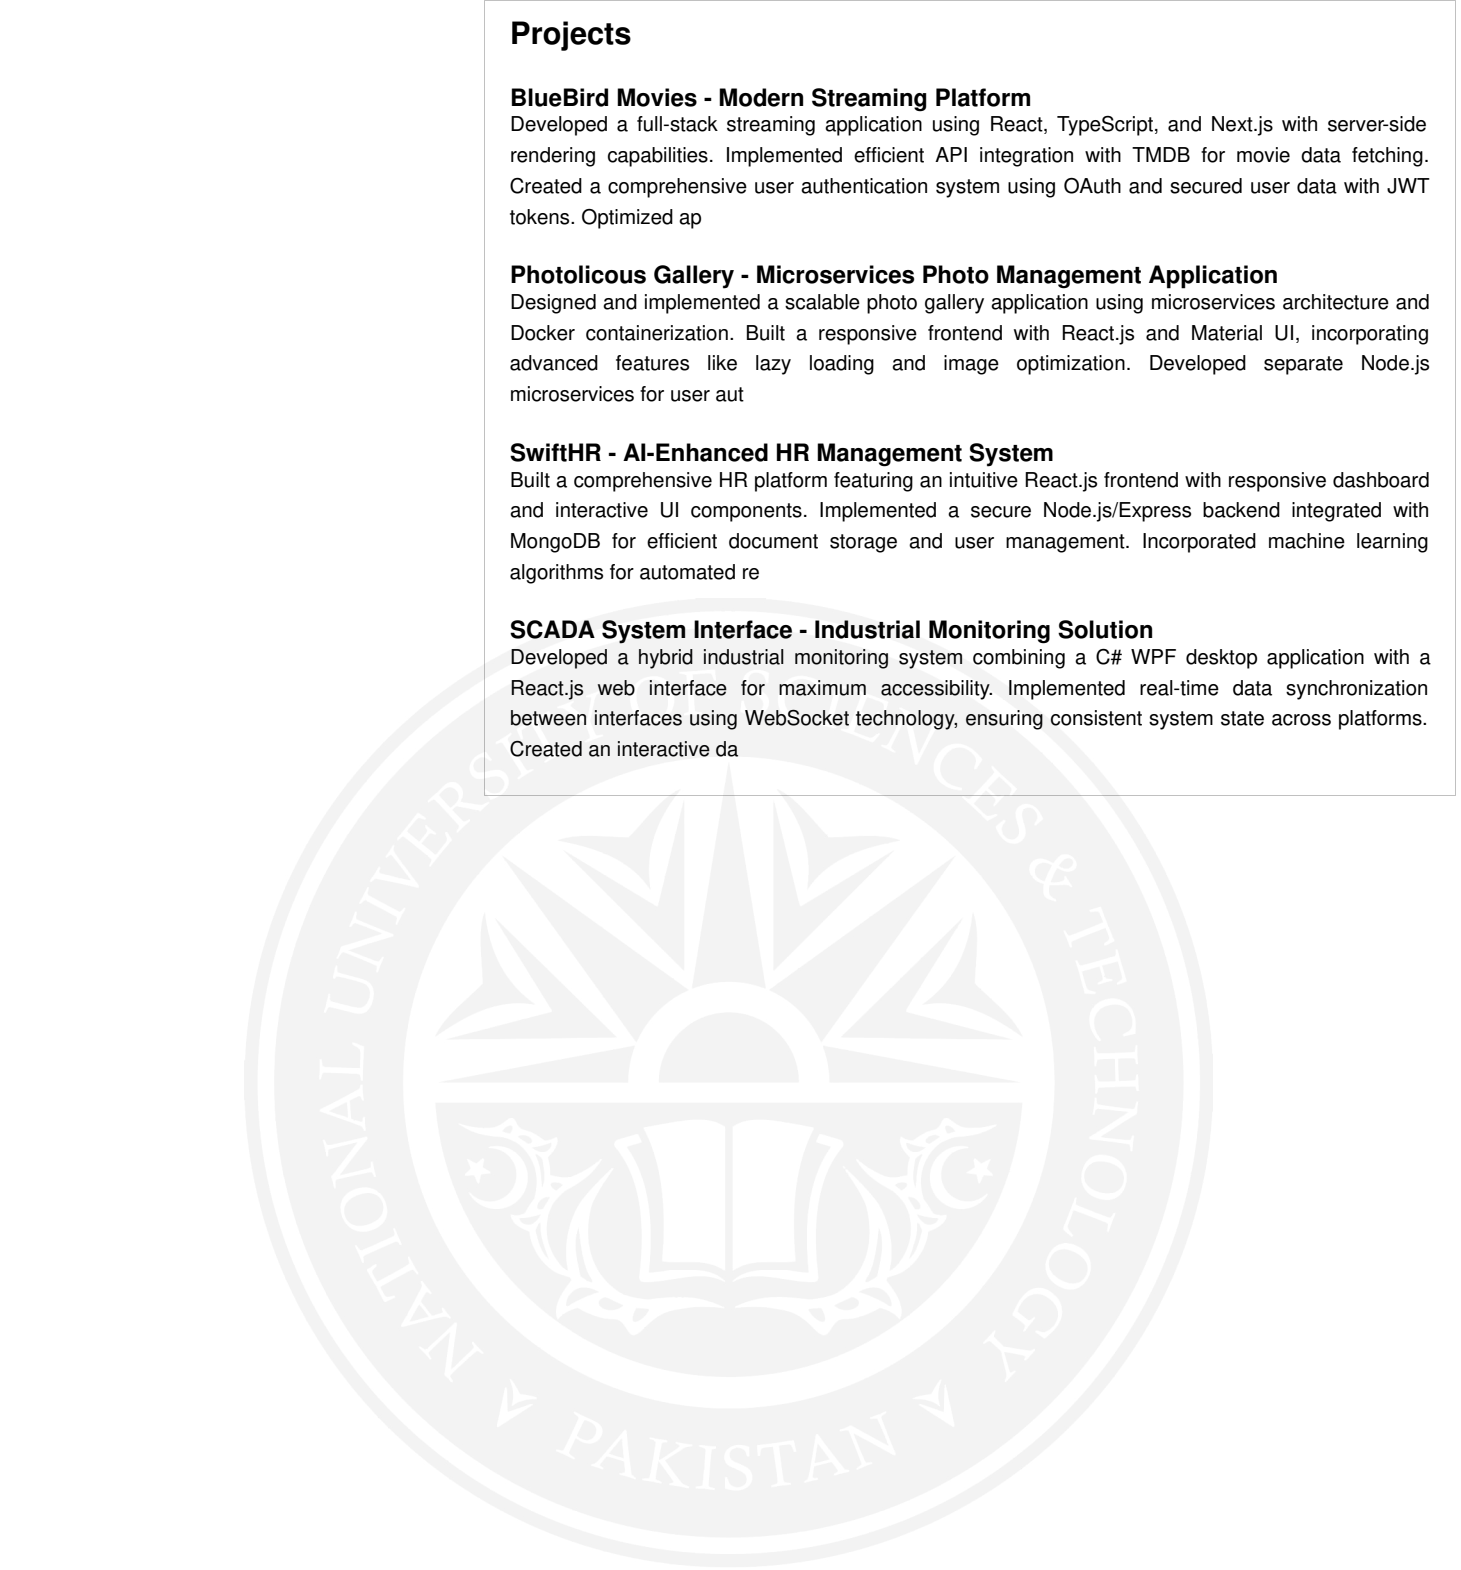 Projects
BlueBird Movies - Modern Streaming Platform
Developed a full-stack streaming application using React, TypeScript, and Next.js with server-side
rendering capabilities. Implemented efficient API integration with TMDB for movie data fetching.
Created a comprehensive user authentication system using OAuth and secured user data with JWT
tokens. Optimized ap
Photolicous Gallery - Microservices Photo Management Application
Designed and implemented a scalable photo gallery application using microservices architecture and
Docker containerization. Built a responsive frontend with React.js and Material UI, incorporating
advanced features like lazy loading and image optimization. Developed separate Node.js
microservices for user aut
SwiftHR - AI-Enhanced HR Management System
Built a comprehensive HR platform featuring an intuitive React.js frontend with responsive dashboard
and interactive UI components. Implemented a secure Node.js/Express backend integrated with
MongoDB for efficient document storage and user management. Incorporated machine learning
algorithms for automated re
SCADA System Interface - Industrial Monitoring Solution
Developed a hybrid industrial monitoring system combining a C# WPF desktop application with a
React.js web interface for maximum accessibility. Implemented real-time data synchronization
between interfaces using WebSocket technology, ensuring consistent system state across platforms.
Created an interactive da
NATIONAL UNIVERSITY OF SCIENCES & TECHNOLOGY
PAKISTAN